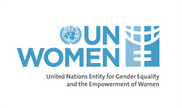 UN
WOMEN
United Nations Entity for Gender Equality
and the Empowerment of Women